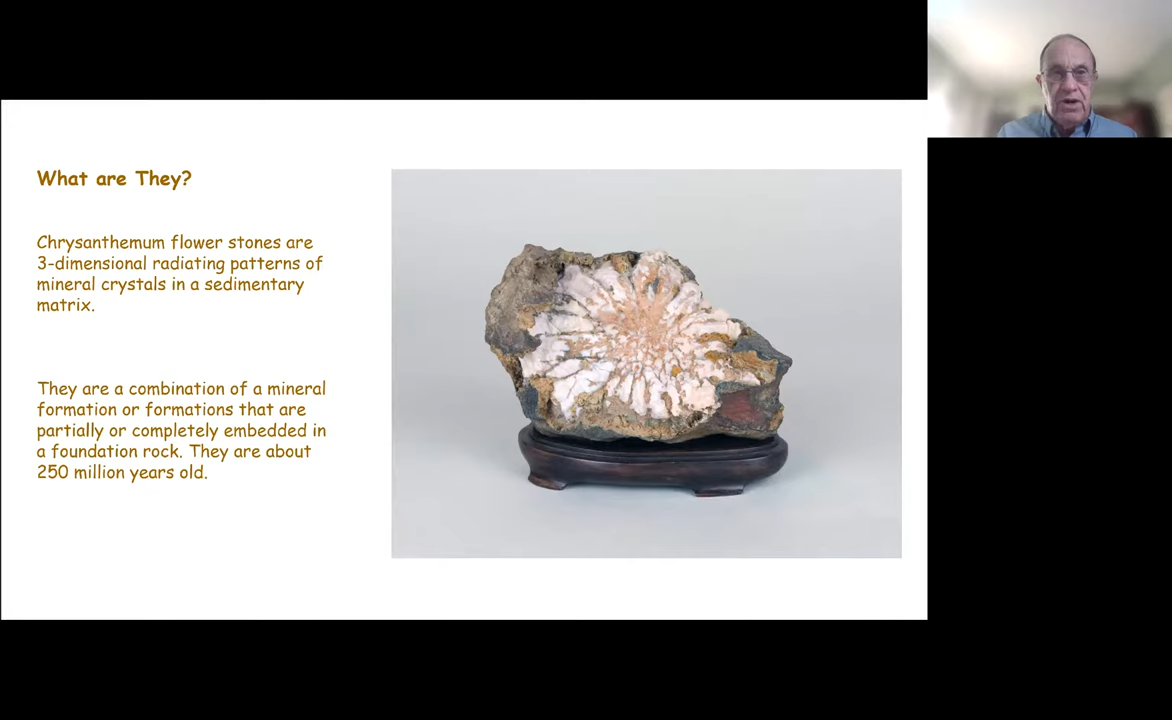 What are They?
Chrysanthemum flower stones are
3-dimensional radiating patterns of
mineral crystals in a sedimentary
matrix.
They are a combination of a mineral
formation or formations that are
partially or completely embedded in
a foundation rock. They are about
250 million years old.